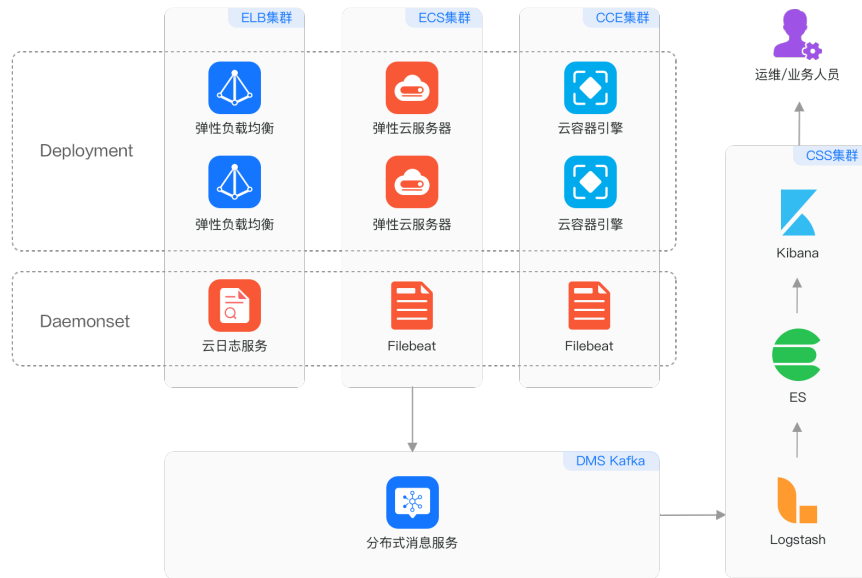 ELB集群
ECS集群
CCE集群
Deployment
弹性负载均衡
弹性云服务器
云容器引擎
弹性负载均衡
弹性云服务器
云容器引擎
Daemonset
云日志服务
Filebeat
Filebeat
DMS Kafka
分布式消息服务
运维/业务人员
CSS集群
Kibana
ES
Logstash